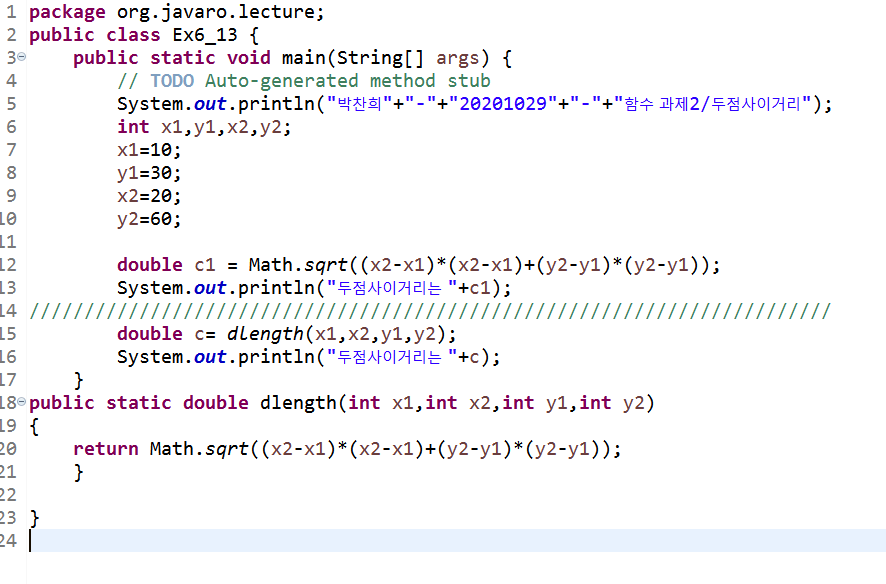 1 package org.javaro.lecture;
2 public class Ex6_13 {
3 public static void main(String[] args) {
4 // TODO Auto-generated method stub
5 System.out.println("박찬희"+"-"+"20201029"+"-"+"함수 과제2/두점사이거리");
6 int x1,y1,x2,y2;
7 x1=10;
8 y1=30;
9 x2=20;
10 y2=60;
11
12 double c1 = Math.sqrt((x2-x1)*(x2-x1)+(y2-y1)*(y2-y1));
13 System.out.println("두점사이거리는 "+c1);
14 /////////////////////////////////////////////////////////////////////////
15 double c= dLength(x1,x2,y1,y2);
16 System.out.println("두점사이거리는 "+c);
17 }
18 public static double dlength(int x1,int x2,int y1,int y2)
19 {
20 return Math.sqrt((x2-x1)*(x2-x1)+(y2-y1)*(y2-y1));
21 }
22
23 }
24